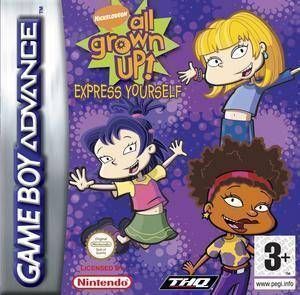 GAME BOY ADVANCE
NICKELODEON
all
grown
UP!
EXPRESS YOURSELF
LICENSED BY
Nintendo
THQ
3+
www.pegi.info